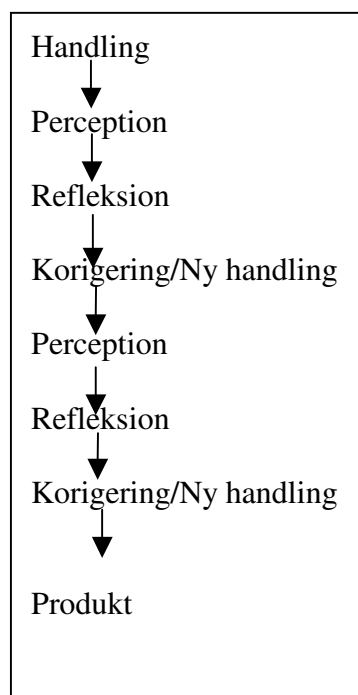 Handling
Perception
Refleksion
Korigering/Ny handling
Perception
Refleksion
Korigering/Ny handling
Produkt